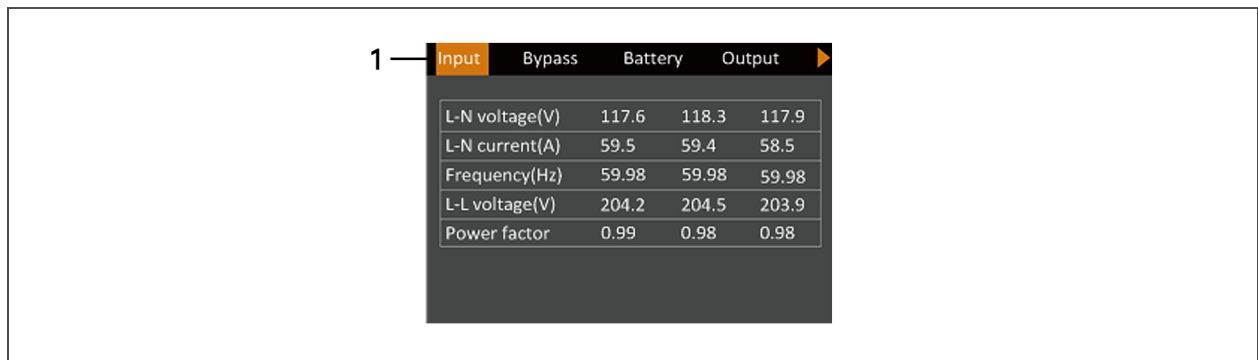 1 Input Bypass Battery Output
L-N voltage(V) 117.6 118.3 117.9
L-N current(A) 59.5 59.4 58.5
Frequency(Hz) 59.98 59.98 59.98
L-L voltage(V) 204.2 204.5 203.9
Power factor 0.99 0.98 0.98